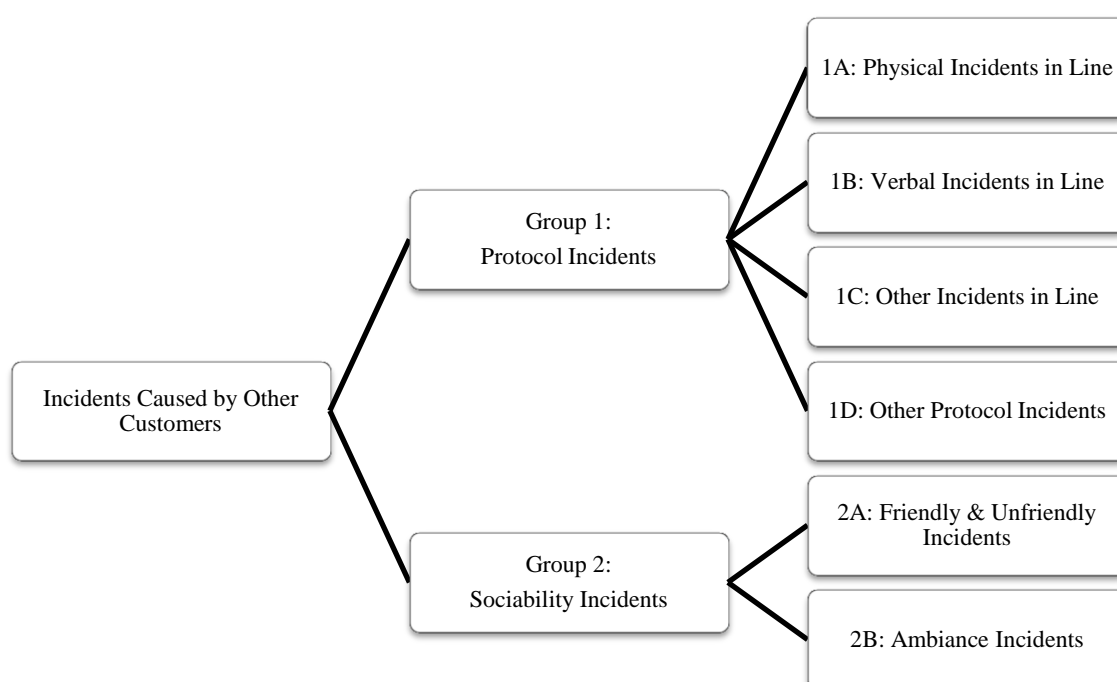 Incidents Caused by Other
Customers
Group 1:
Protocol Incidents
1A: Physical Incidents in Line
1B: Verbal Incidents in Line
1C: Other Incidents in Line
1D: Other Protocol Incidents
Group 2:
Sociability Incidents
2A: Friendly & Unfriendly
Incidents
2B: Ambiance Incidents